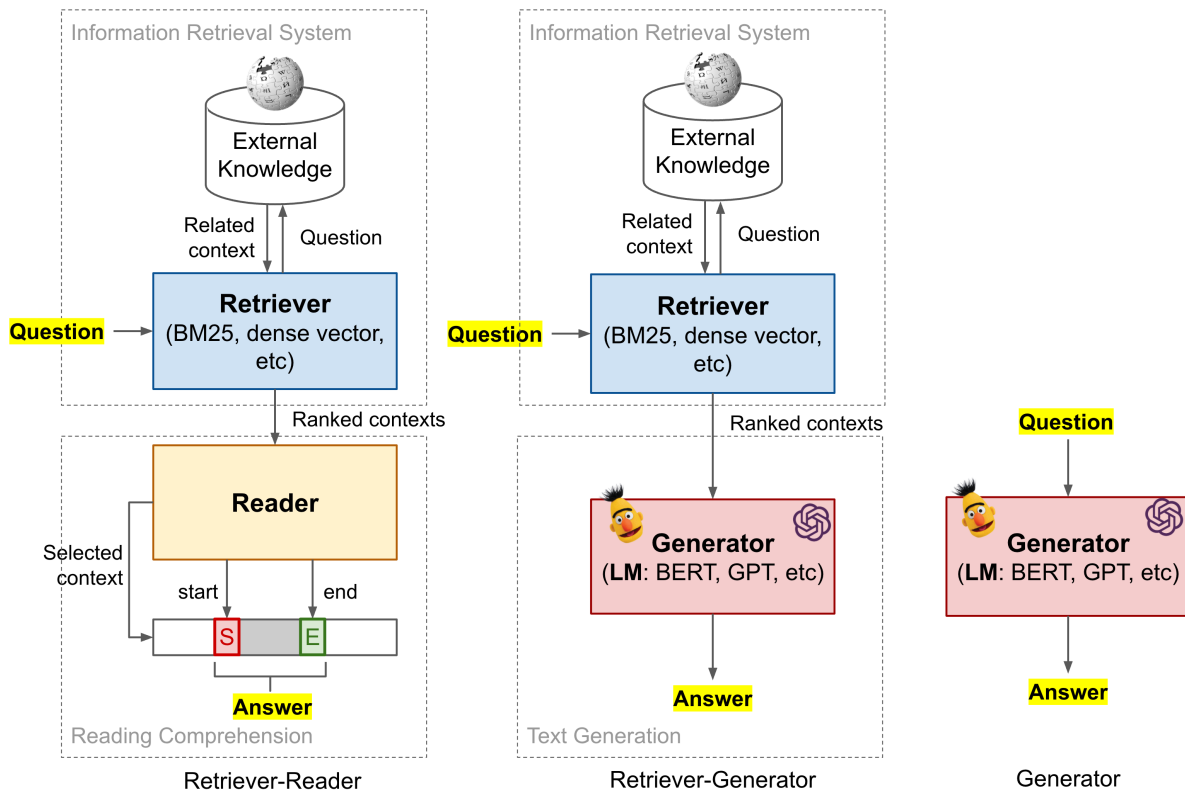 Information Retrieval System
External
Knowledge
Related
context
Question
Question
Retriever
(BM25, dense vector,
etc)
Ranked contexts
Reader
Selected
context
start
end
S
E
Answer
Reading Comprehension
Retriever-Reader
Information Retrieval System
External
Knowledge
Related
context
Question
Question
Retriever
(BM25, dense vector,
etc)
Ranked contexts
Generator
(LM: BERT, GPT, etc)
Answer
Text Generation
Retriever-Generator
Question
Generator
(LM: BERT, GPT, etc)
Answer
Generator